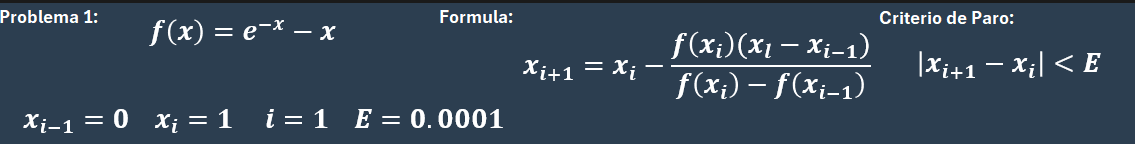 Problema 1: f(x) = e^{-x} − x Formula: x_{i+1} = x_i − \frac{f(x_i)(x_l − x_{i−1})}{f(x_i) − f(x_{i−1})} Criterio de Paro: |x_{i+1} − x_i| < E
x_{i−1} = 0 x_i = 1 i = 1 E = 0.0001